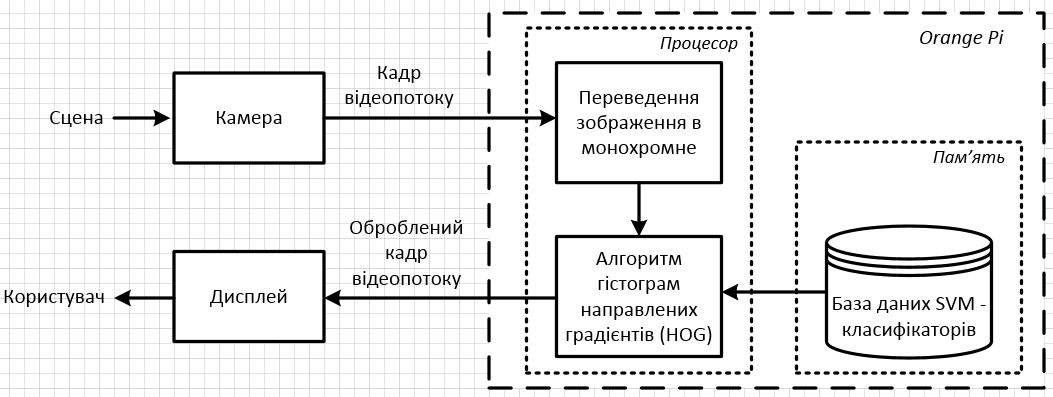 Orange Pi
Процесор
Кадр
відеопотоку
Сцена
Камера
Переведення
зображення в
монохромне
Пам’ять
Оброблений
кадр
відеопотоку
Користувач
Дисплей
Алгоритм
гістограм
направлених
градієнтів (HOG)
База даних SVM -
класифікаторів